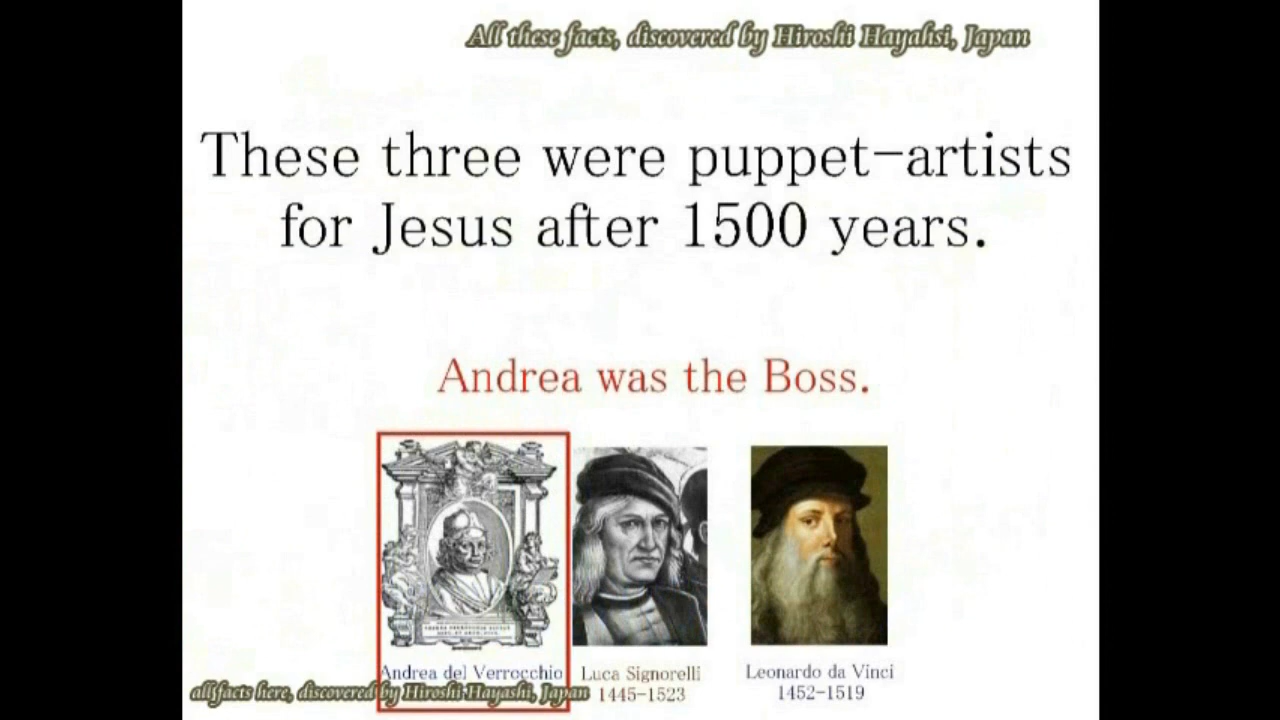 All these facts, discovered by Hiroshi Hayahsi, Japan
These three were puppet-artists
for Jesus after 1500 years.
Andrea was the Boss.
Andrea del Verrocchio
Luca Signorelli
1445-1523
Leonardo da Vinci
1452-1519
all facts here, discovered by Hiroshi Hayashi, Japan